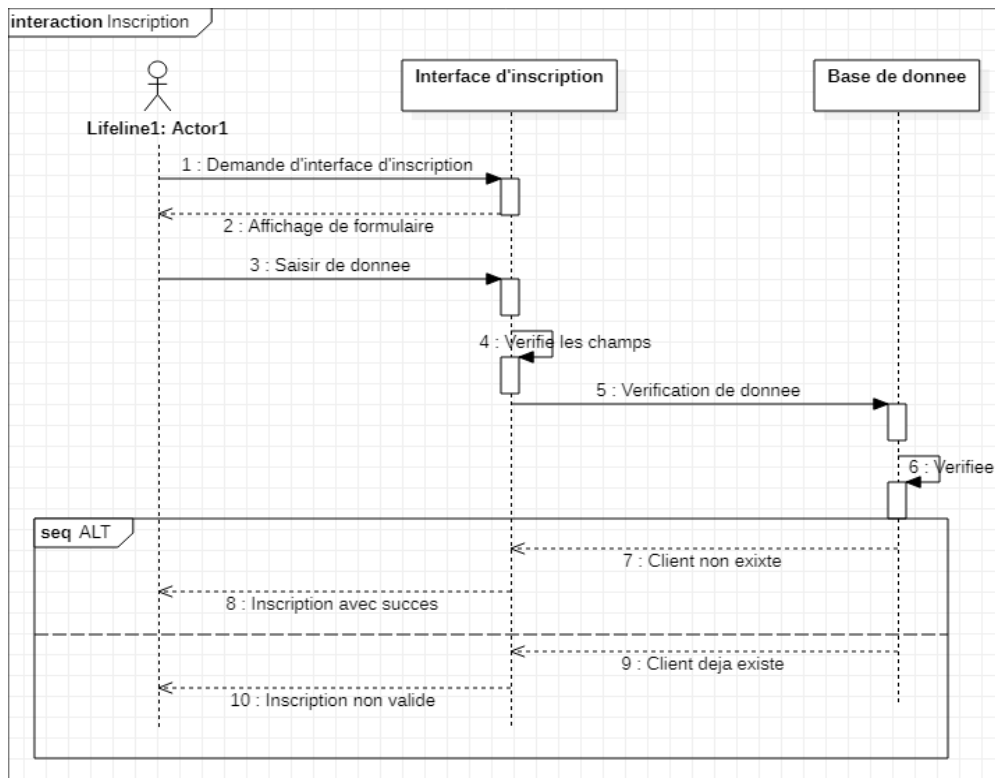 interaction Inscription
Interface d'inscription
Base de donnee
Lifeline1: Actor1
1 : Demande d'interface d'inscription
2 : Affichage de formulaire
3 : Saisir de donnee
4 : Verifie les champs
5 : Verification de donnee
6 : Verifiee
seq ALT
7 : Client non exixte
8 : Inscription avec succes
9 : Client deja existe
10 : Inscription non valide